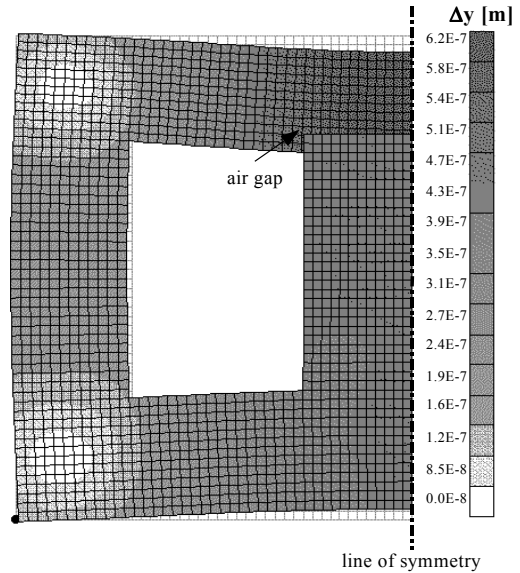 Δy [m]
6.2E-7
5.8E-7
5.4E-7
5.1E-7
4.7E-7
4.3E-7
3.9E-7
3.5E-7
3.1E-7
2.7E-7
2.4E-7
1.9E-7
1.6E-7
1.2E-7
8.5E-8
0.0E-8
air gap
line of symmetry